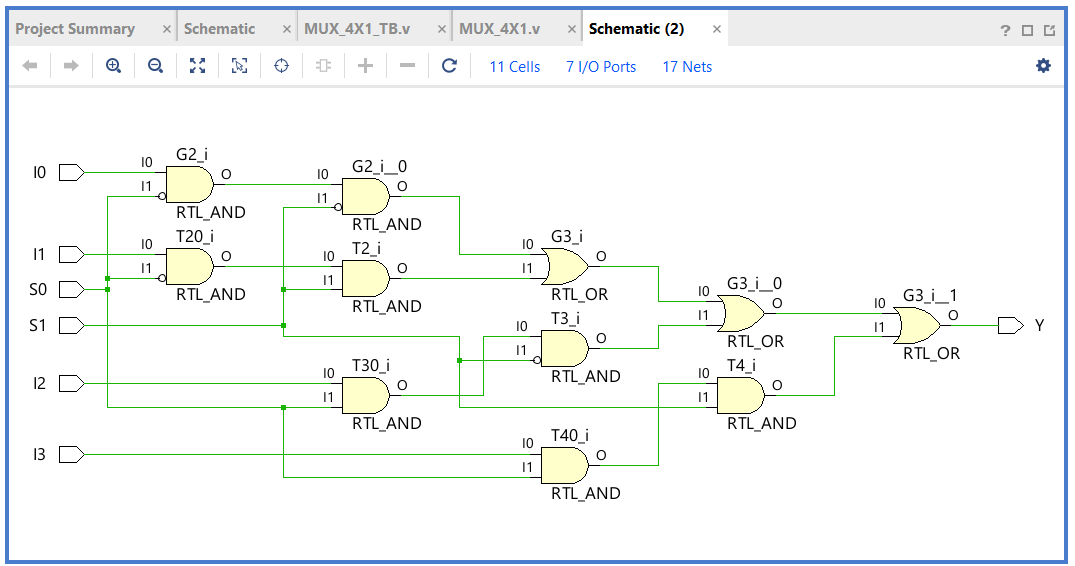 Project Summary × Schematic × MUX_4X1_TB.v × MUX_4X1.v × Schematic (2) × ?
11 Cells 7 I/O Ports 17 Nets
G2_i
I0 I0 O
I1
RTL_AND
G2_i__0
I0 O
I1
RTL_AND
T20_i
I1 I0 O
I1
S0 RTL_AND
T2_i
I0 O
I1
RTL_AND
G3_i
I0 O
I1
RTL_OR
S1
T3_i
I0 O
I1
RTL_AND
G3_i__0
I0 O
I1
RTL_OR
G3_i__1
I0 O Y
I1
RTL_OR
T30_i
I2 I0 O
I1
RTL_AND
T4_i
I0 O
I1
RTL_AND
T40_i
I3 I0 O
I1
RTL_AND